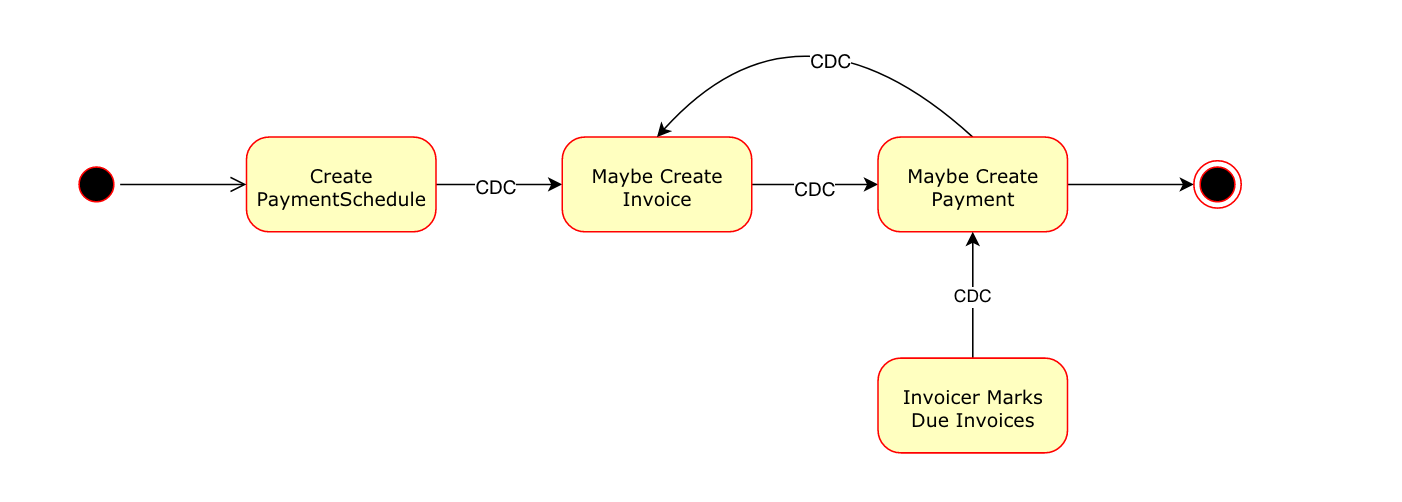 CDC
Create
PaymentSchedule
CDC
Maybe Create
Invoice
CDC
Maybe Create
Payment
CDC
Invoicer Marks
Due Invoices